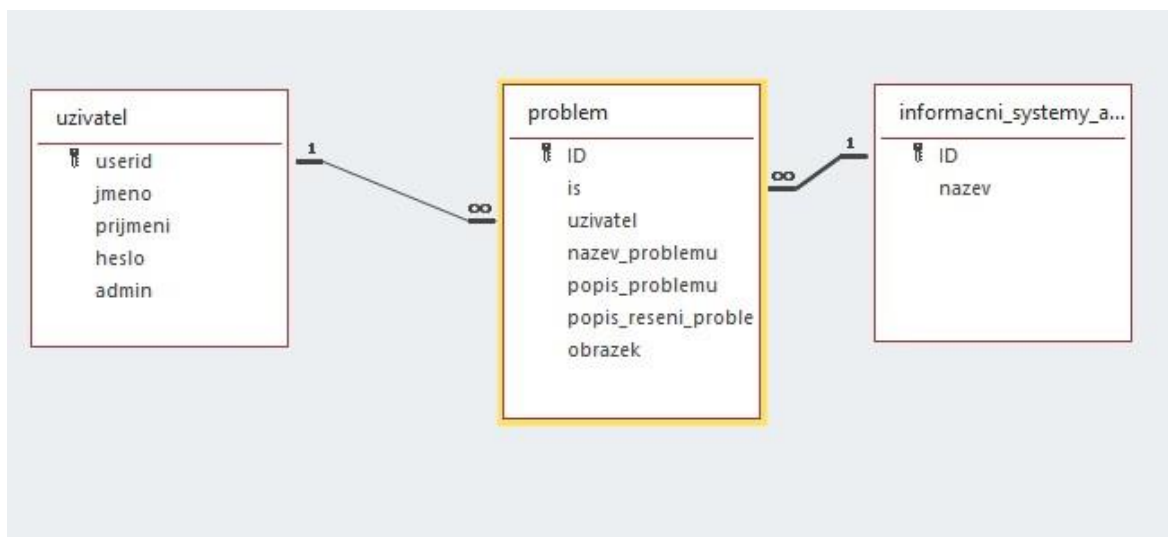 uzivatel
userid
jmeno
prijmeni
heslo
admin
1
∞
problem
ID
is
uzivatel
nazev_problemu
popis_problemu
popis_reseni_proble
obrazek
∞
1
informacni_systemy_a...
ID
nazev